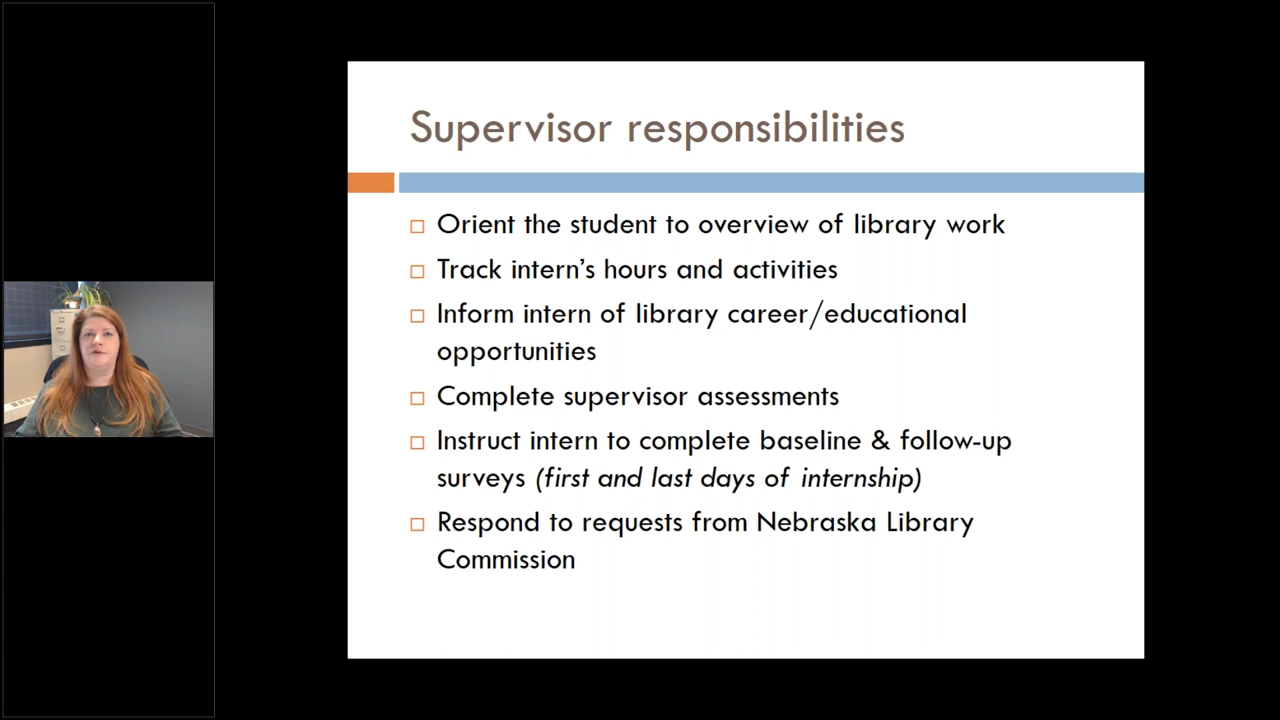 Supervisor responsibilities
Orient the student to overview of library work
Track intern's hours and activities
Inform intern of library career/educational
opportunities
Complete supervisor assessments
Instruct intern to complete baseline & follow-up
surveys (first and last days of internship)
Respond to requests from Nebraska Library
Commission